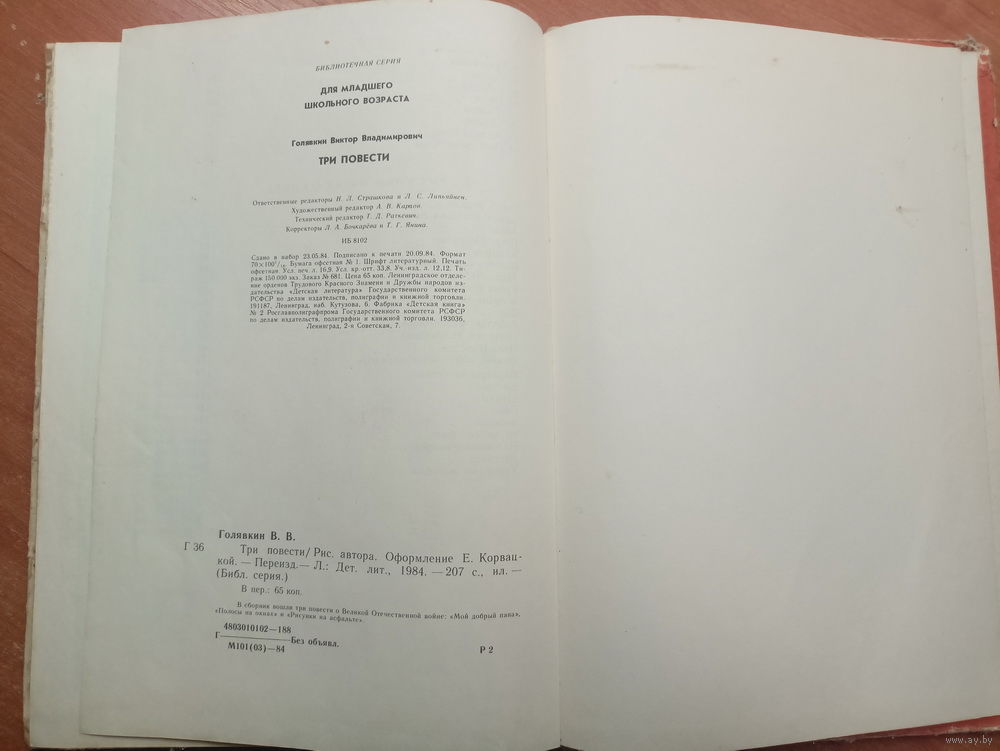 БИБЛИОТЕЧНАЯ СЕРИЯ
ДЛЯ МЛАДШЕГО
ШКОЛЬНОГО ВОЗРАСТА
Голявкин Виктор Владимирович
ТРИ ПОВЕСТИ
Ответственные редакторы Н. Л. Страшкова и Л. С. Липьяйнен.
Художественный редактор А. В. Карпов.
Технический редактор Т. Д. Раткевич.
Корректоры Л. А. Бочкарёва и Т. Г. Янина.
ИБ 8102
Сдано в набор 23.05.84. Подписано к печати 20.09.84. Формат
70×100¹/₁₆. Бумага офсетная № 1. Шрифт литературный. Печать
офсетная Усл. печ. л. 16,9. Усл. кр.-отт. 33,8. Уч. изд. л. 12,12. Ти-
раж 150 000 экз. Заказ № 681. Цена 65 коп. Ленинградское отделе-
ние орденов Трудового Красного Знамени и Дружбы народов из-
дательства «Детская литература» Государственного комитета
РСФСР по делам издательств, полиграфии и книжной торговли.
191187, Ленинград, наб. Кутузова, 6. Фабрика «Детская книга»
№ 2 Росглавполиграфпрома Государственного комитета РСФСР
по делам издательств, полиграфии и книжной торговли. 193036,
Ленинград, 2-я Советская, 7.
Голявкин В. В.
Г 36 Три повести/ Рис. автора. Оформление Е. Корвац-
кой. — Переизд. — Л.: Дет. лит., 1984. — 207 с., ил. —
(Библ. серия.)
В пер.: 65 коп.
В сборник вошли три повести о Великой Отечественной войне: «Мой добрый папа»,
«Полосы на окнах» и «Рисунки на асфальте».
4803010102—188
Г Без объявл.
М101(03)—84
Р 2
www.ay.by